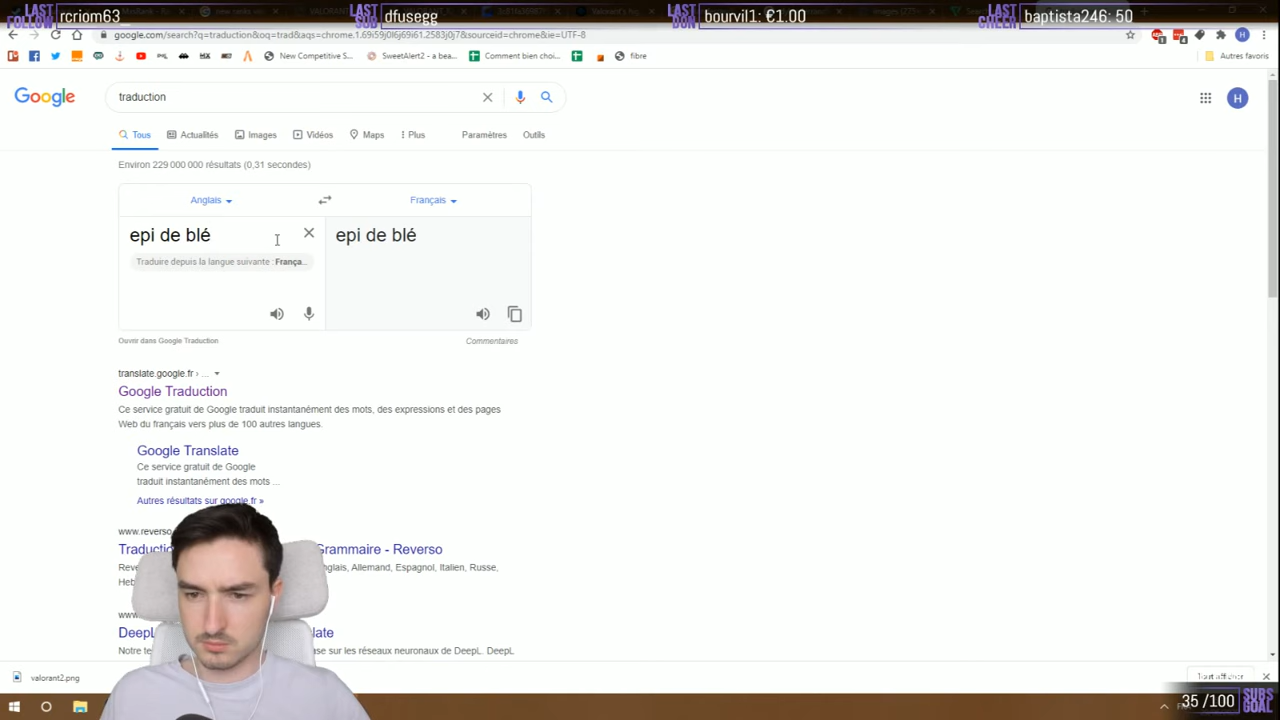 LAST FOLLOW rcriom63
LAST SUB dfusegg
LAST DON bourvil1: €1.00
LAST CHEER baptista246: 50
google.com/search?q=traduction&oq=trad&aqs=chrome.1.69i59j0l6j69i61.2583j0j7&sourceid=chrome&ie=UTF-8
New Competitive S...
SweetAlert2 - a bea...
Comment bien choi...
fibre
Autres favoris
Google
traduction
H
Tous
Actualités
Images
Vidéos
Maps
Plus
Paramètres
Outils
Environ 229 000 000 résultats (0,31 secondes)
Anglais
Français
epi de blé
epi de blé
Traduire depuis la langue suivante : França...
Ouvrir dans Google Traduction
Commentaires
translate.google.fr › ...
Google Traduction
Ce service gratuit de Google traduit instantanément des mots, des expressions et des pages
Web du français vers plus de 100 autres langues.
Google Translate
Ce service gratuit de Google
traduit instantanément des mots ...
Autres résultats sur google.fr »
www.reverso
Grammaire - Reverso
nglais, Allemand, Espagnol, Italien, Russe,
DeepL
late
Notre
ase sur les réseaux neuronaux de DeepL. DeepL
valorant2.png
Tout afficher
35 /100 SUBS GOAL